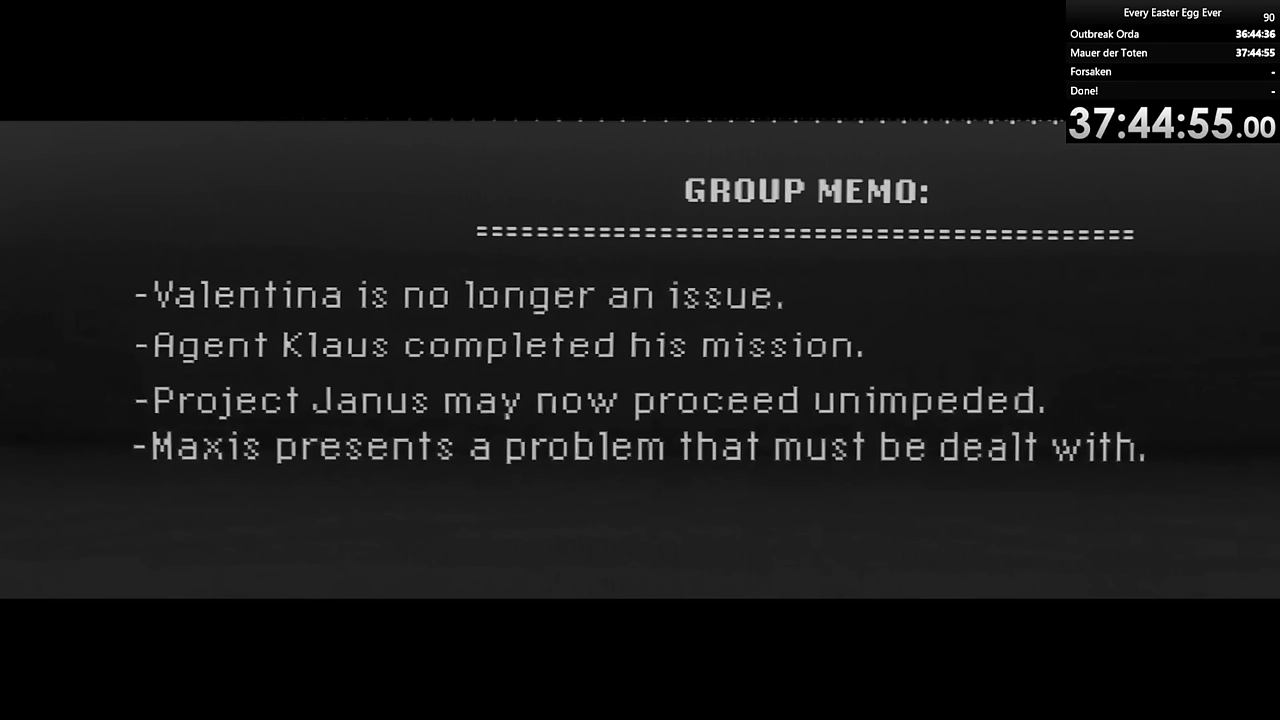 Every Easter Egg Ever
90
Outbreak Orda 36:44:36
Mauer der Toten 37:44:55
Forsaken -
Done! -
37:44:55.00
GROUP MEMO:
=========================================
-Valentina is no longer an issue.
-Agent Klaus completed his mission.
-Project Janus may now proceed unimpeded.
-Maxis presents a problem that must be dealt with.